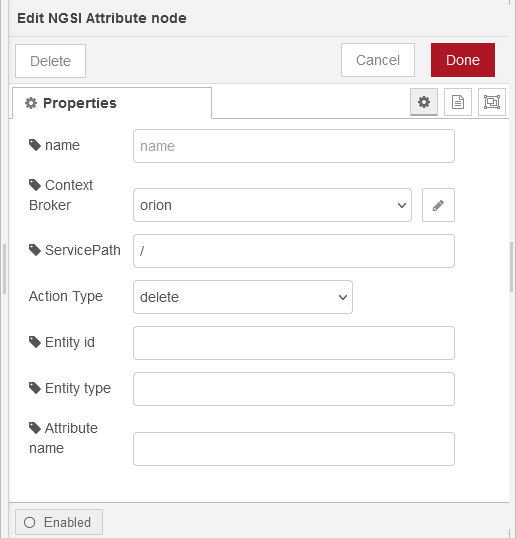 Edit NGSI Attribute node
Delete
Cancel
Done
Properties
name
name
Context
Broker
orion
ServicePath
/
Action Type
delete
Entity id
Entity type
Attribute
name
Enabled